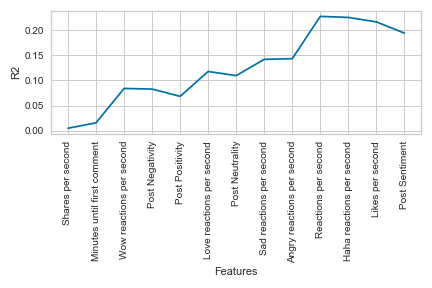 R2
0.20
0.15
0.10
0.05
0.00
Shares per second
Minutes until first comment
Wow reactions per second
Post Negativity
Post Positivity
Love reactions per second
Post Neutrality
Sad reactions per second
Angry reactions per second
Reactions per second
Haha reactions per second
Likes per second
Post Sentiment
Features